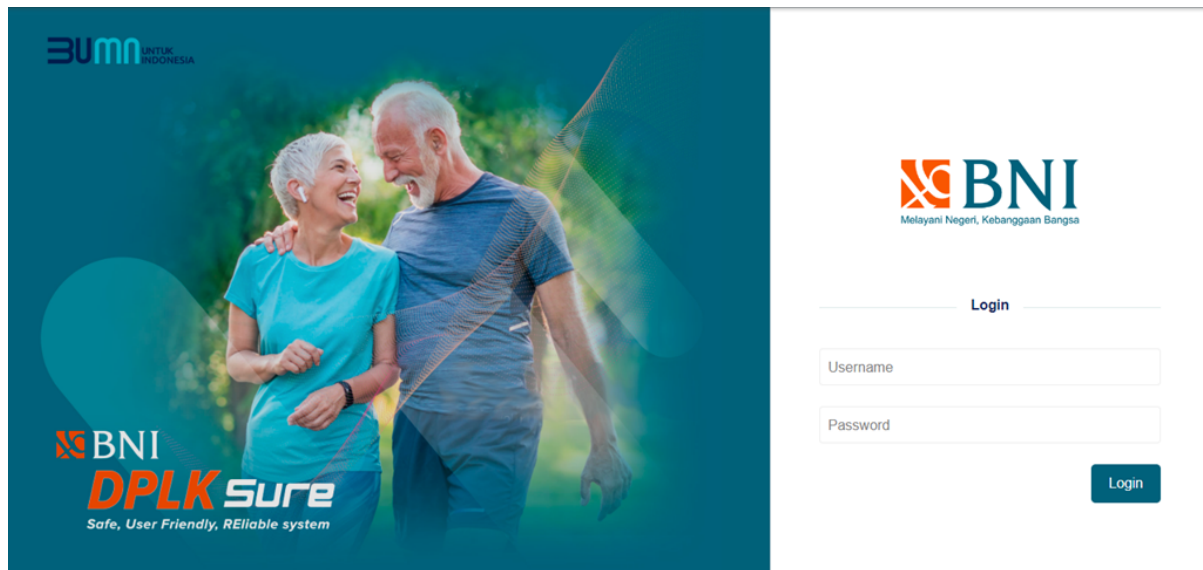 BUMN UNTUK
INDONESIA
BNI
DPLK Sure
Safe, User Friendly, REliable system
BNI
Melayani Negeri, Kebanggaan Bangsa
Login
Username
Password
Login